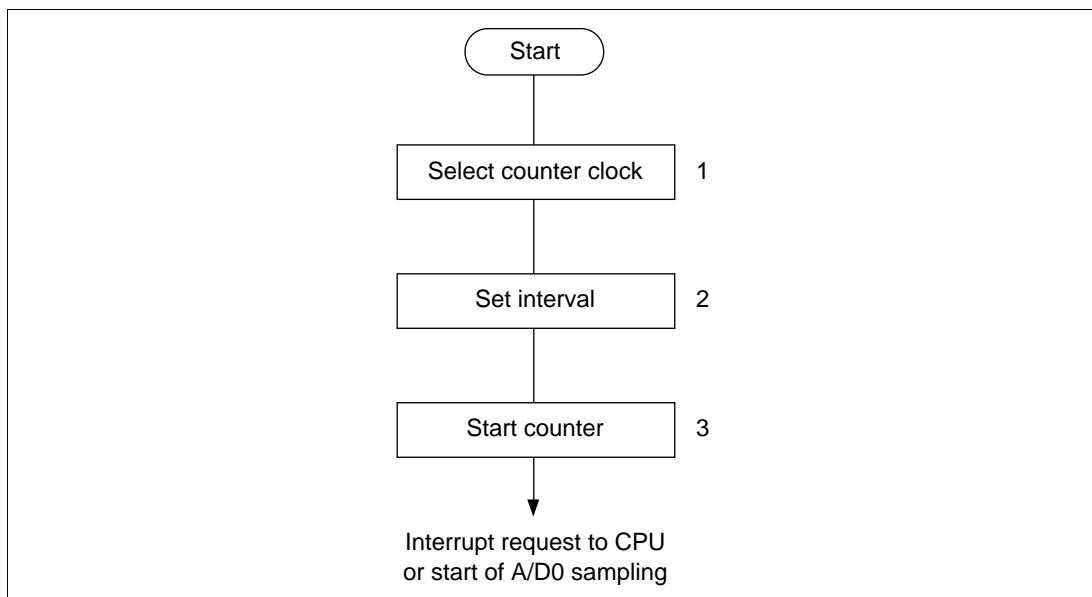 Start
Select counter clock 1
Set interval 2
Start counter 3
Interrupt request to CPU
or start of A/D0 sampling